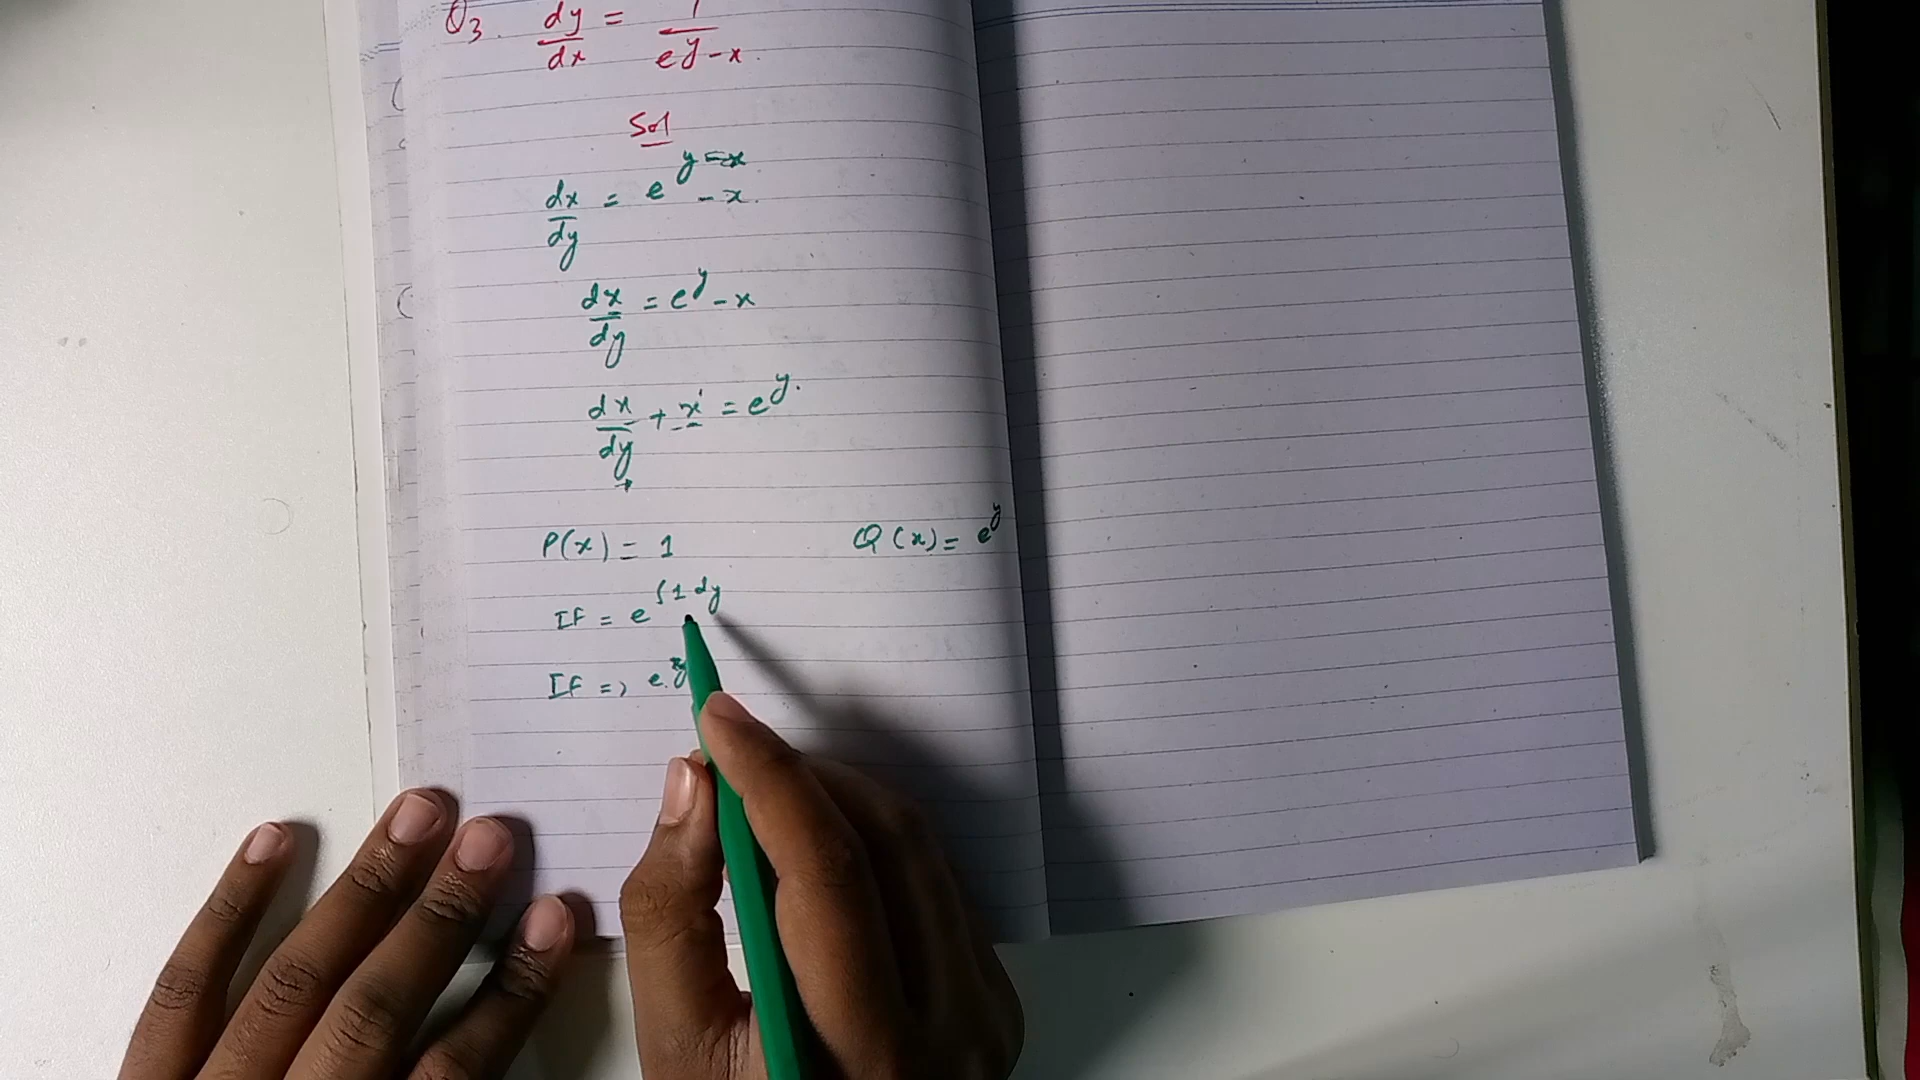 Q3. dy/dx = 1/(e^y - x).
Sol
dx/dy = e^y - x.
dx/dy = e^y - x
dx/dy + x = e^y.
P(x) = 1 Q(x) = e^y
IF = e^∫1 dy
IF => e^y